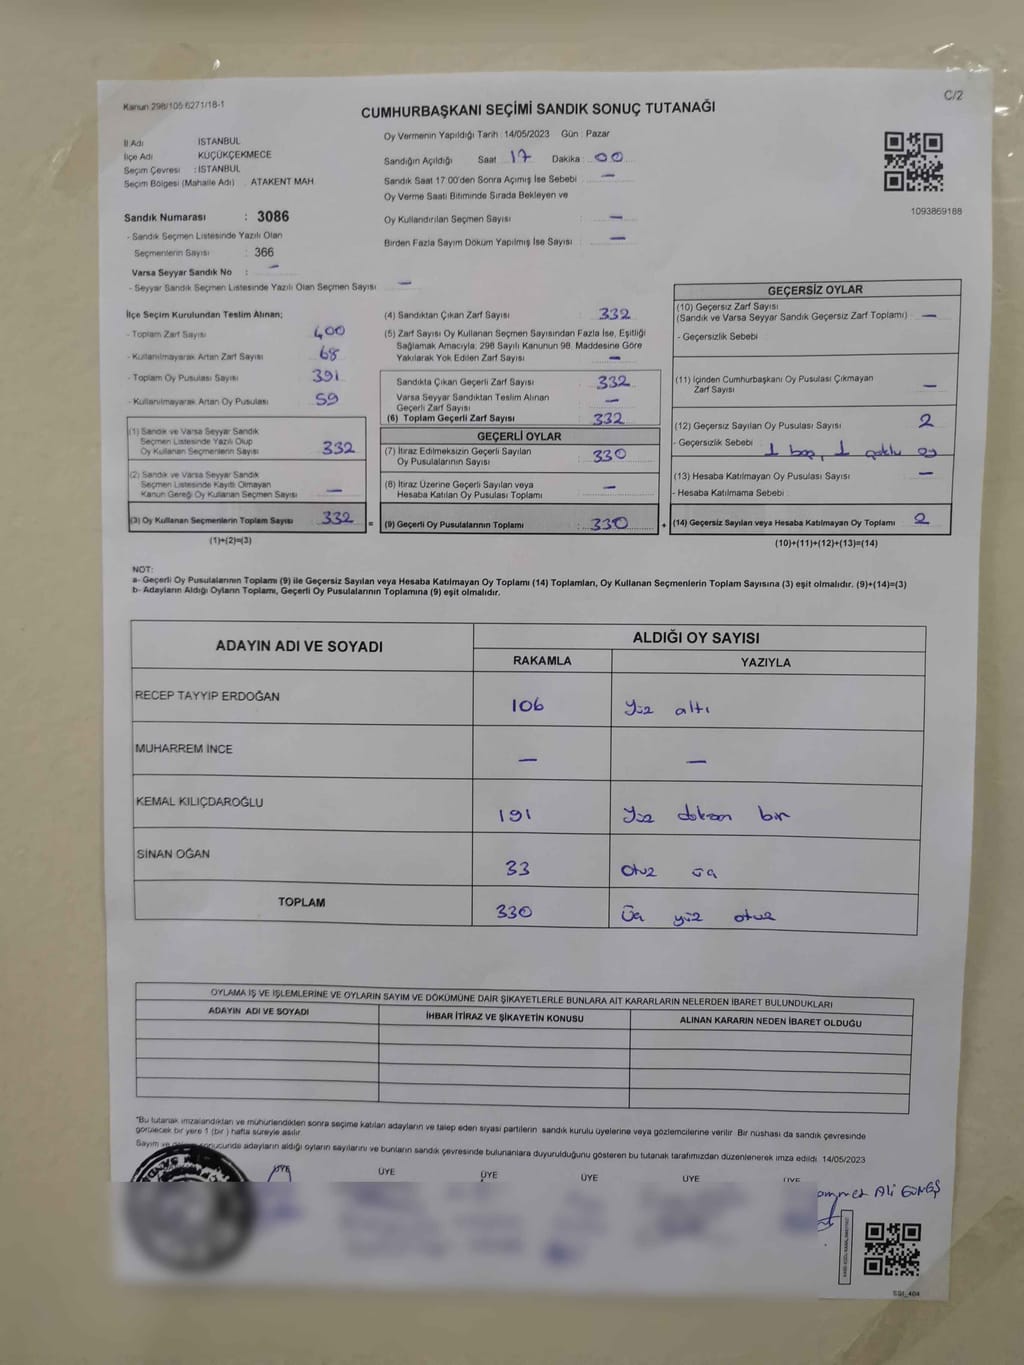 Kanun 298/105 6271/18-1
C/2
CUMHURBAŞKANI SEÇİMİ SANDIK SONUÇ TUTANAĞI
İl Adı İSTANBUL
İlçe Adı KÜÇÜKÇEKMECE
Seçim Çevresi : İSTANBUL
Seçim Bölgesi (Mahalle Adı) ATAKENT MAH.
Sandık Numarası : 3086
- Sandık Seçmen Listesinde Yazılı Olan
Seçmenlerin Sayısı : 366
Varsa Seyyar Sandık No : —
- Seyyar Sandık Seçmen Listesinde Yazılı Olan Seçmen Sayısı —
Oy Vermenin Yapıldığı Tarih : 14/05/2023 Gün : Pazar
Sandığın Açıldığı Saat 17 Dakika : 00
Sandık Saat 17:00'den Sonra Açımış İse Sebebi —
Oy Verme Saati Bitiminde Sırada Bekleyen ve
Oy Kullandırılan Seçmen Sayısı : —
Birden Fazla Sayım Döküm Yapılmış İse Sayısı : —
1093869188
İlçe Seçim Kurulundan Teslim Alınan;
- Toplam Zarf Sayısı 400
- Kullanılmayarak Artan Zarf Sayısı 68
- Toplam Oy Pusulası Sayısı 391
- Kullanılmayarak Artan Oy Pusulası 59
(1) Sandık ve Varsa Seyyar Sandık
Seçmen Listesinde Yazılı Olup
Oy Kullanan Seçmenlerin Sayısı 332
(2) Sandık ve Varsa Seyyar Sandık
Seçmen Listesinde Kayıtlı Olmayan
Kanun Gereği Oy Kullanan Seçmen Sayısı —
(3) Oy Kullanan Seçmenlerin Toplam Sayısı 332 =
(1)+(2)=(3)
(4) Sandıktan Çıkan Zarf Sayısı : 332
(5) Zarf Sayısı Oy Kullanan Seçmen Sayısından Fazla İse, Eşitliği
Sağlamak Amacıyla; 298 Sayılı Kanunun 98. Maddesine Göre
Yakılarak Yok Edilen Zarf Sayısı : —
Sandıkta Çıkan Geçerli Zarf Sayısı : 332
Varsa Seyyar Sandıktan Teslim Alınan
Geçerli Zarf Sayısı : —
(6) Toplam Geçerli Zarf Sayısı : 332
GEÇERLİ OYLAR
(7) İtiraz Edilmeksizin Geçerli Sayılan
Oy Pusulalarının Sayısı : 330
(8) İtiraz Üzerine Geçerli Sayılan veya
Hesaba Katılan Oy Pusulası Toplamı : —
(9) Geçerli Oy Pusulalarının Toplamı : 330 +
GEÇERSİZ OYLAR
(10) Geçersiz Zarf Sayısı
(Sandık ve Varsa Seyyar Sandık Geçersiz Zarf Toplamı) —
- Geçersizlik Sebebi
(11) İçinden Cumhurbaşkanı Oy Pusulası Çıkmayan
Zarf Sayısı —
(12) Geçersiz Sayılan Oy Pusulası Sayısı 2
- Geçersizlik Sebebi 1 boş, 1 çoklu oy
(13) Hesaba Katılmayan Oy Pusulası Sayısı —
- Hesaba Katılmama Sebebi
(14) Geçersiz Sayılan veya Hesaba Katılmayan Oy Toplamı 2
(10)+(11)+(12)+(13)=(14)
NOT:
a- Geçerli Oy Pusulalarının Toplamı (9) ile Geçersiz Sayılan veya Hesaba Katılmayan Oy Toplamı (14) Toplamları, Oy Kullanan Seçmenlerin Toplam Sayısına (3) eşit olmalıdır. (9)+(14)=(3)
b- Adayların Aldığı Oyların Toplamı, Geçerli Oy Pusulalarının Toplamına (9) eşit olmalıdır.
ADAYIN ADI VE SOYADI ALDIĞI OY SAYISI
RAKAMLA YAZIYLA
RECEP TAYYİP ERDOĞAN 106 Yüz altı
MUHARREM İNCE — —
KEMAL KILIÇDAROĞLU 191 Yüz doksan bir
SİNAN OĞAN 33 Otuz üç
TOPLAM 330 Üç yüz otuz
OYLAMA İŞ VE İŞLEMLERİNE VE OYLARIN SAYIM VE DÖKÜMÜNE DAİR ŞİKAYETLERLE BUNLARA AİT KARARLARIN NELERDEN İBARET BULUNDUKLARI
ADAYIN ADI VE SOYADI İHBAR İTİRAZ VE ŞİKAYETİN KONUSU ALINAN KARARIN NEDEN İBARET OLDUĞU
*Bu tutanak imzalandıktan ve mühürlendikten sonra seçime katılan adayların ve talep eden siyasi partilerin sandık kurulu üyelerine veya gözlemcilerine verilir. Bir nüshası da sandık çevresinde
görülecek bir yere 1 (bir ) hafta süreyle asılır.
Sayım ve sonucunda adayların aldığı oyların sayılarını ve bunların sandık çevresinde bulunanlara duyurulduğunu gösteren bu tutanak tarafımızdan düzenlenerek imza edildi. 14/05/2023
ÜYE ÜYE ÜYE ÜYE ÜYE ÜYE
Ali
SSI_404